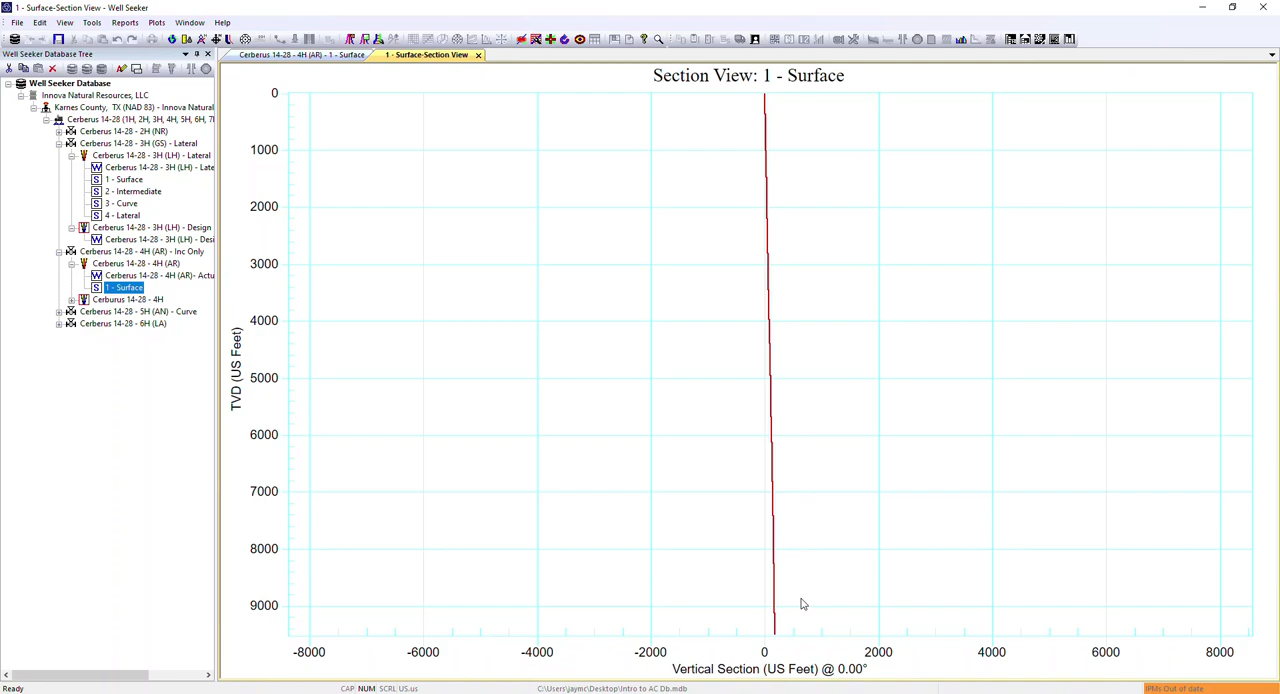 1 - Surface-Section View - Well Seeker
File Edit View Tools Reports Plots Window Help
Well Seeker Database Tree
Cerberus 14-28 - 4H (AR) - 1 - Surface
1 - Surface-Section View
Well Seeker Database
Innova Natural Resources, LLC
Karnes County, TX (NAD 83) - Innova Natural
Cerberus 14-28 (1H, 2H, 3H, 4H, 5H, 6H, 7H
Cerberus 14-28 - 2H (NR)
Cerberus 14-28 - 3H (GS) - Lateral
Cerberus 14-28 - 3H (LH) - Lateral
Cerberus 14-28 - 3H (LH) - Late
1 - Surface
2 - Intermediate
3 - Curve
4 - Lateral
Cerberus 14-28 - 3H (LH) - Design
Cerberus 14-28 - 3H (LH) - Desi
Cerberus 14-28 - 4H (AR) - Inc Only
Cerberus 14-28 - 4H (AR)
Cerberus 14-28 - 4H (AR)- Actu
1 - Surface
Cerburus 14-28 - 4H
Cerberus 14-28 - 5H (AN) - Curve
Cerberus 14-28 - 6H (LA)
Section View: 1 - Surface
0
1000
2000
3000
4000
5000
6000
7000
8000
9000
TVD (US Feet)
-8000 -6000 -4000 -2000 0 2000 4000 6000 8000
Vertical Section (US Feet) @ 0.00°
Ready
CAP NUM SCRL US.us
C:\Users\jaymc\Desktop\Intro to AC Db.mdb
IPMs Out of date